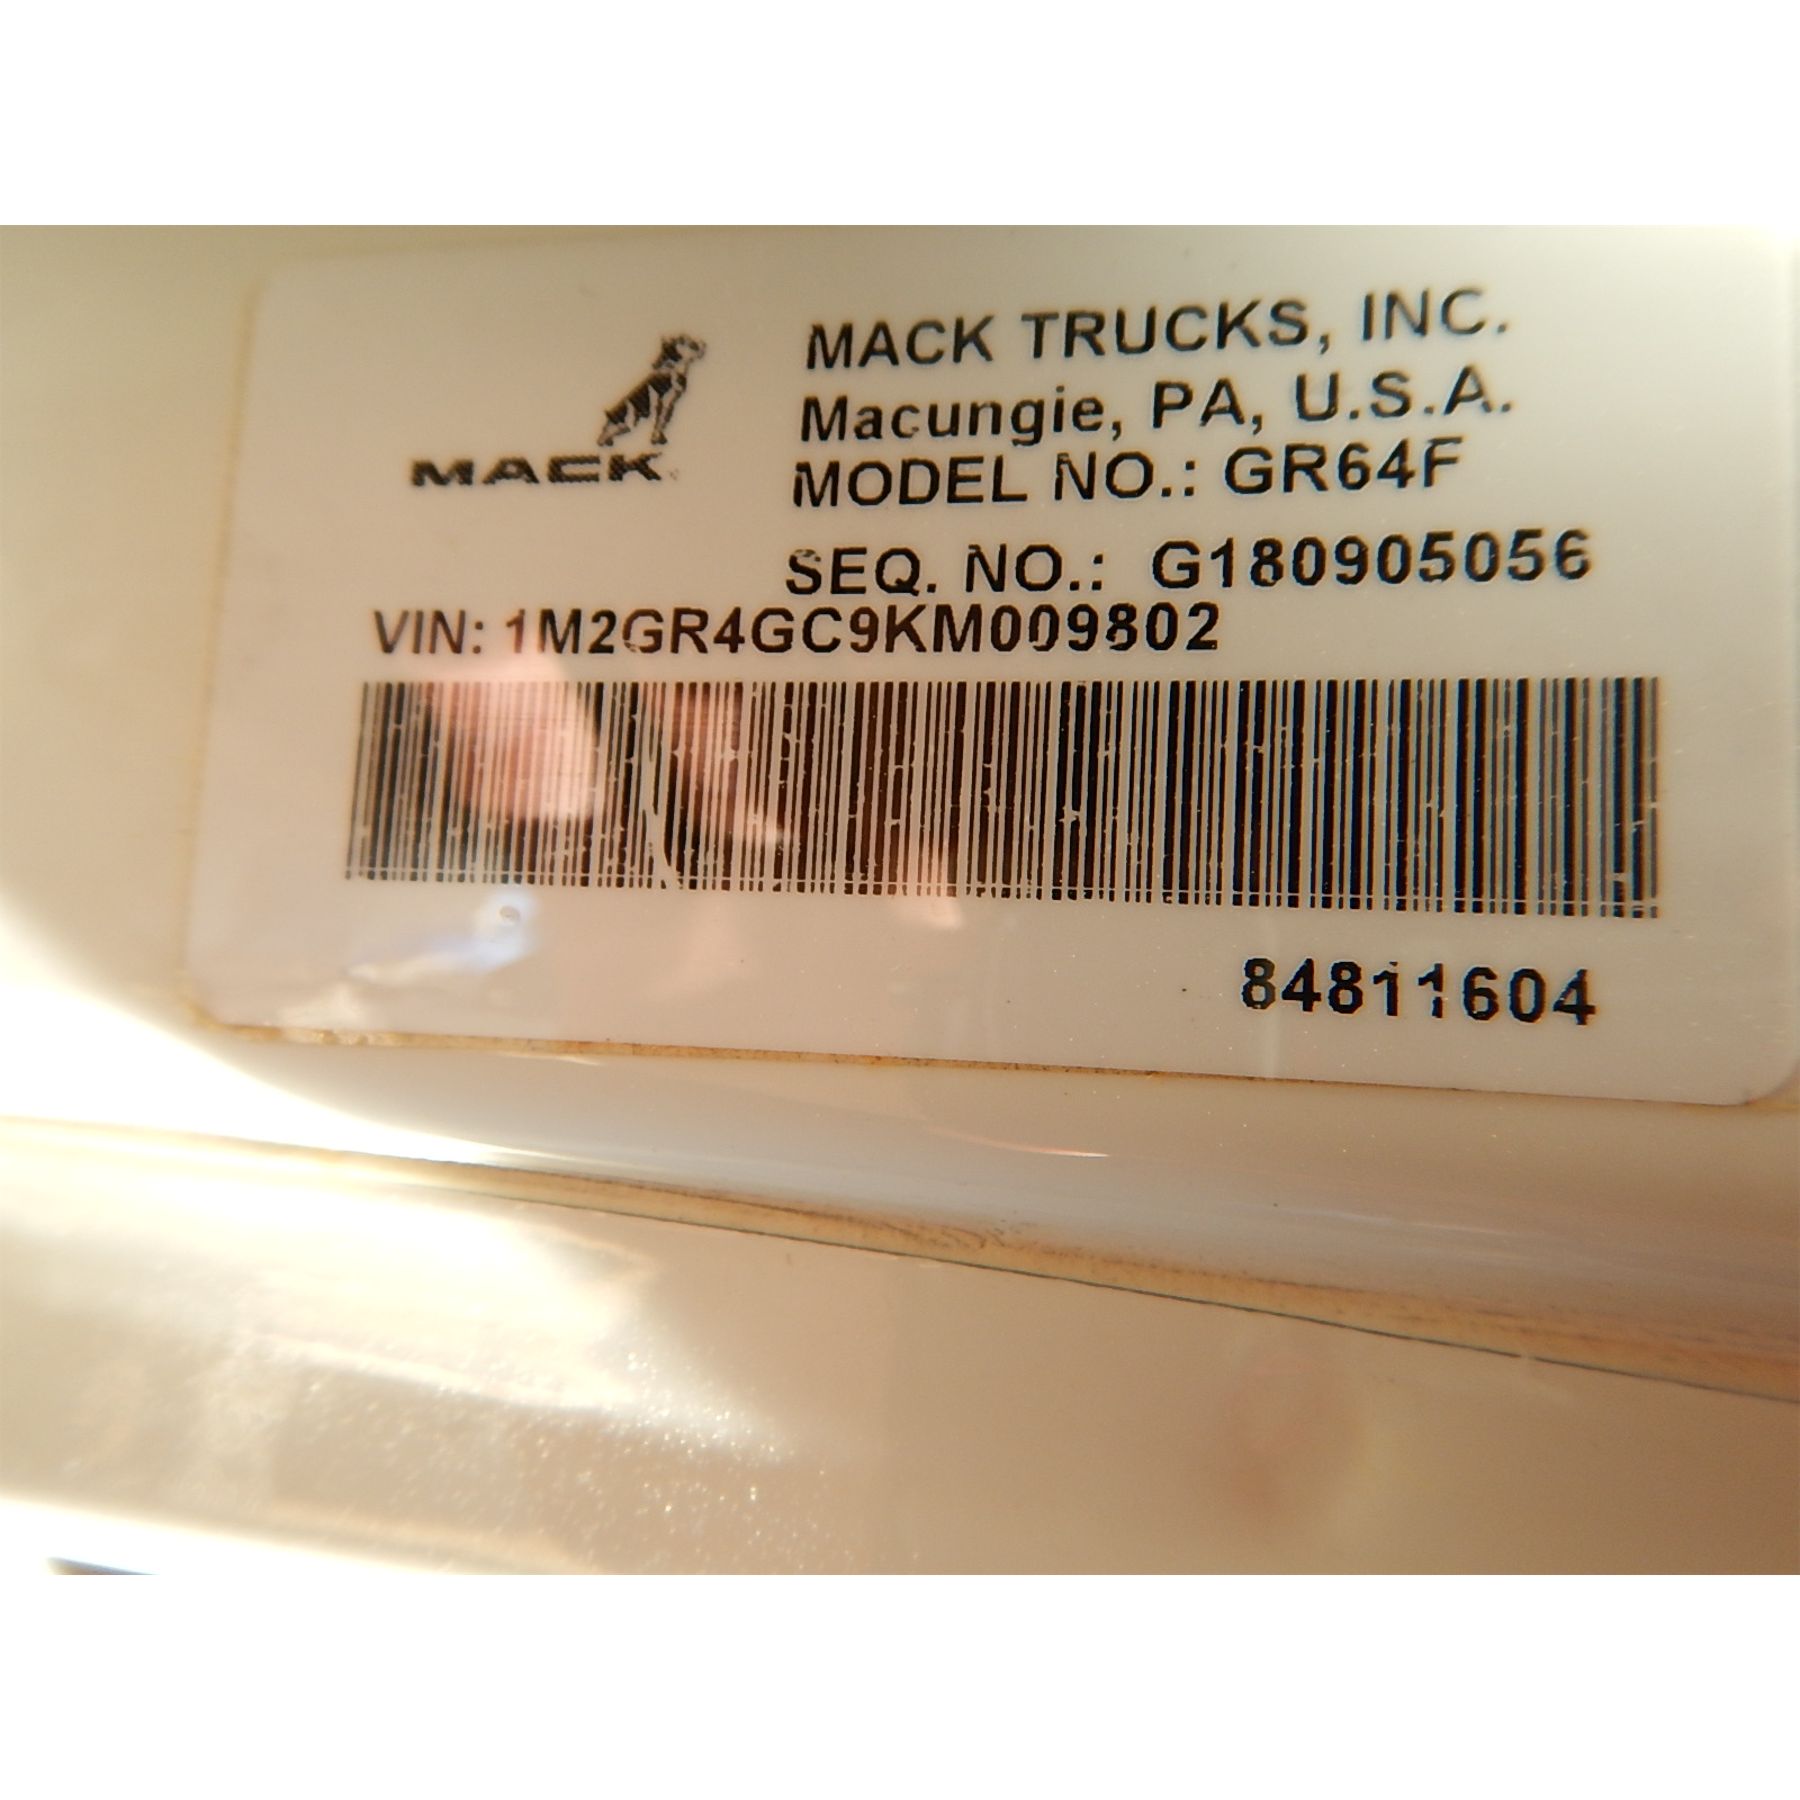 MACK
MACK TRUCKS, INC.
Macungie, PA, U.S.A.
MODEL NO.: GR64F
SEQ. NO.: G180905056
VIN: 1M2GR4GC9KM009802
84811604